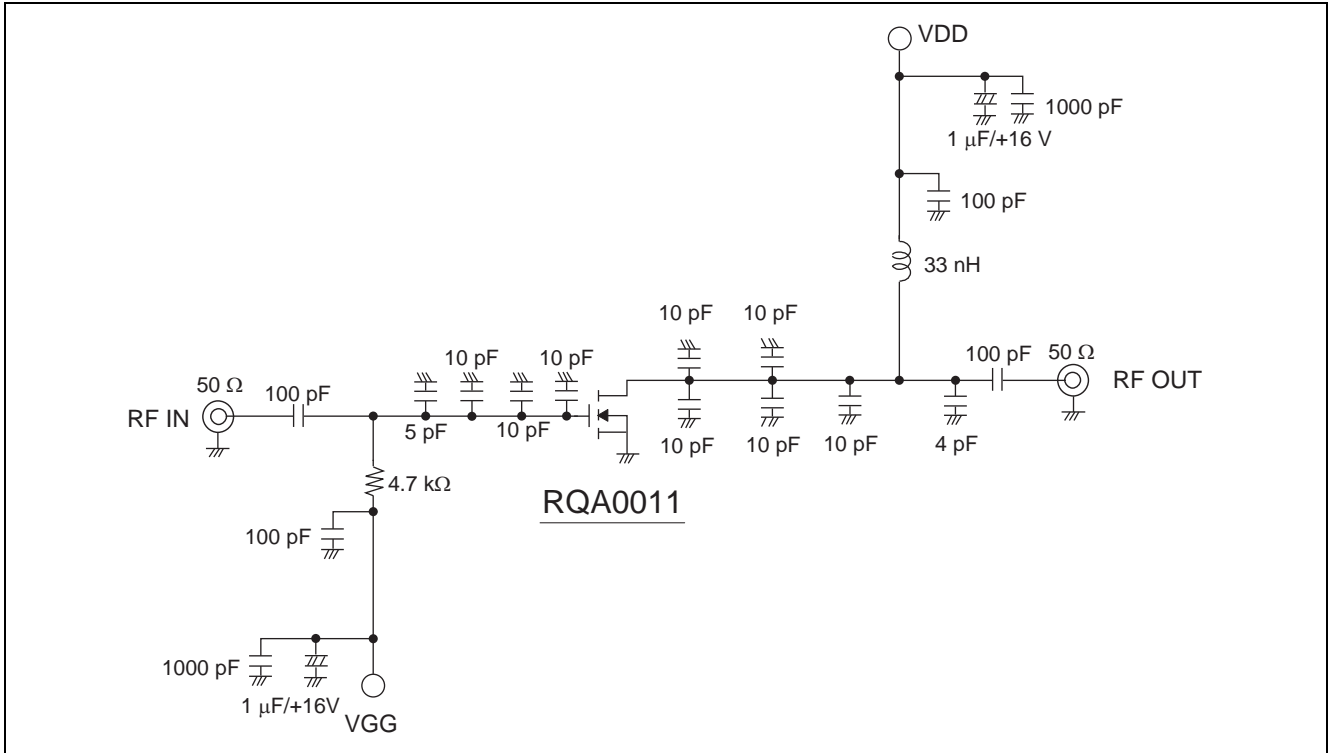 VDD
1000 pF
1 μF/+16 V
100 pF
33 nH
10 pF
10 pF
100 pF
50 Ω
RF OUT
10 pF
10 pF
50 Ω
100 pF
RF IN
5 pF
10 pF
10 pF
10 pF
10 pF
4 pF
4.7 kΩ
RQA0011
100 pF
1000 pF
1 μF/+16V
VGG